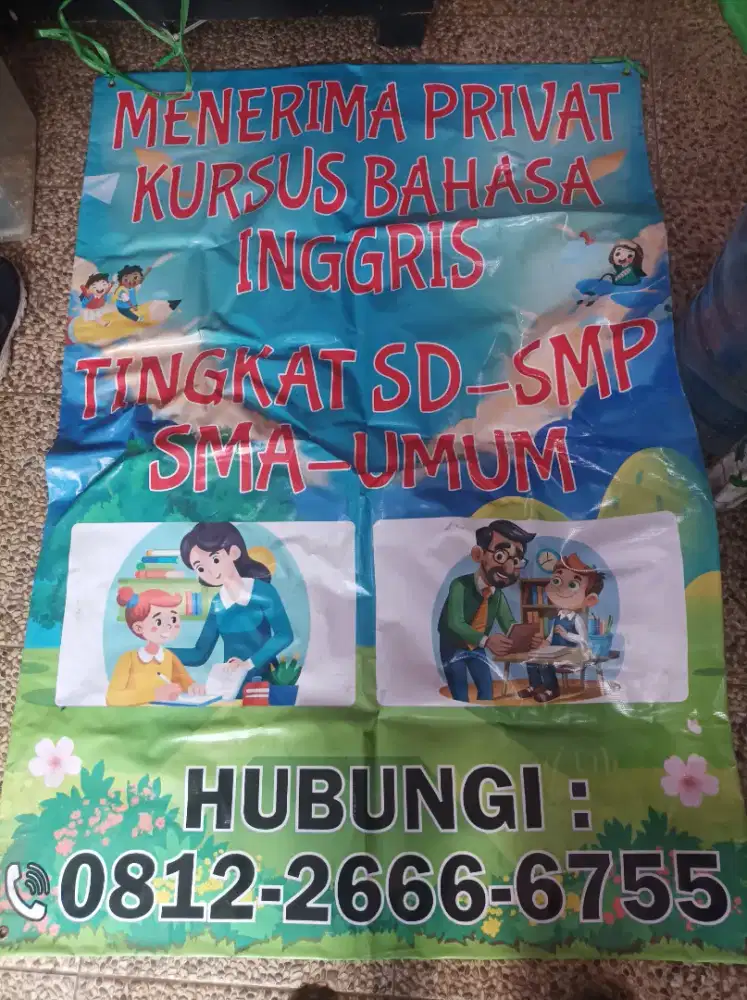 MENERIMA PRIVAT
KURSUS BAHASA
INGGRIS
TINGKAT SD-SMP
SMA-UMUM
HUBUNGI :
0812-2666-6755